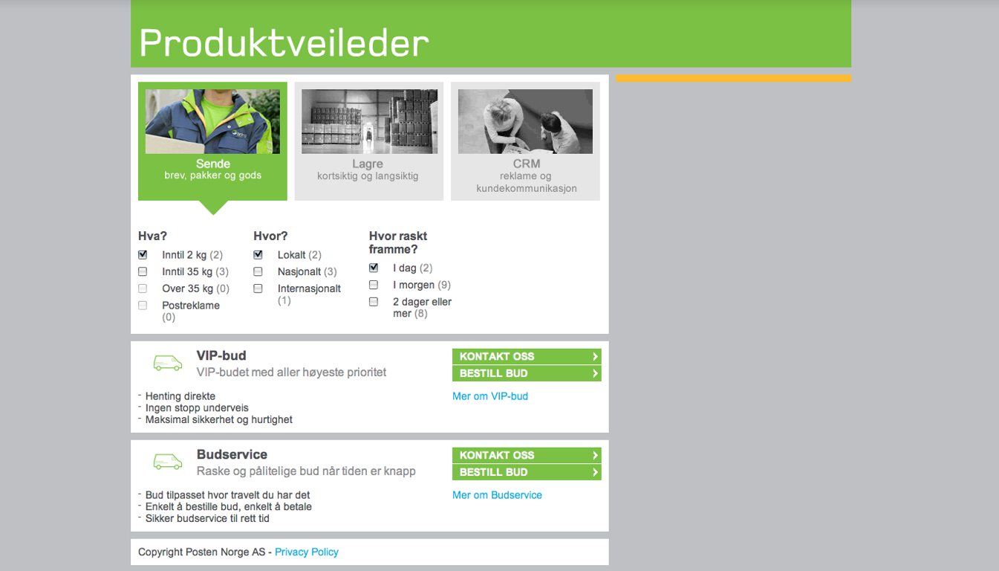 Produktveileder
Sende
brev, pakker og gods
Lagre
kortsiktig og langsiktig
CRM
reklame og
kundekommunikasjon
Hva?
Inntil 2 kg (2)
Inntil 35 kg (3)
Over 35 kg (0)
Postreklame
(0)
Hvor?
Lokalt (2)
Nasjonalt (3)
Internasjonalt
(1)
Hvor raskt
framme?
I dag (2)
I morgen (9)
2 dager eller
mer (8)
VIP-bud
VIP-budet med aller høyeste prioritet
- Henting direkte
- Ingen stopp underveis
- Maksimal sikkerhet og hurtighet
KONTAKT OSS
BESTILL BUD
Mer om VIP-bud
Budservice
Raske og pålitelige bud når tiden er knapp
- Bud tilpasset hvor travelt du har det
- Enkelt å bestille bud, enkelt å betale
- Sikker budservice til rett tid
KONTAKT OSS
BESTILL BUD
Mer om Budservice
Copyright Posten Norge AS - Privacy Policy